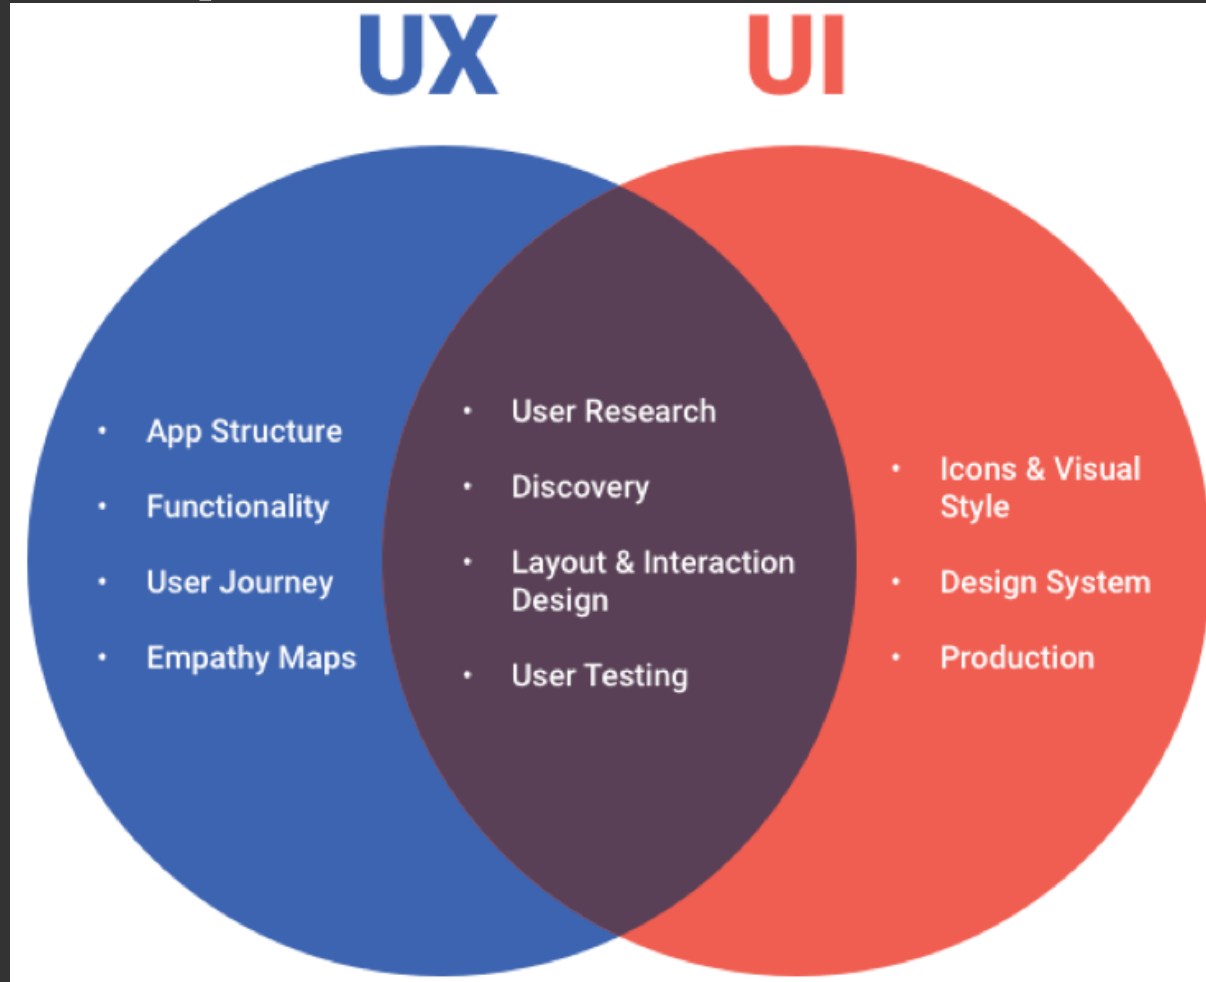 UX
UI
• App Structure
• Functionality
• User Journey
• Empathy Maps
• User Research
• Discovery
• Layout & Interaction
Design
• User Testing
• Icons & Visual
Style
• Design System
• Production